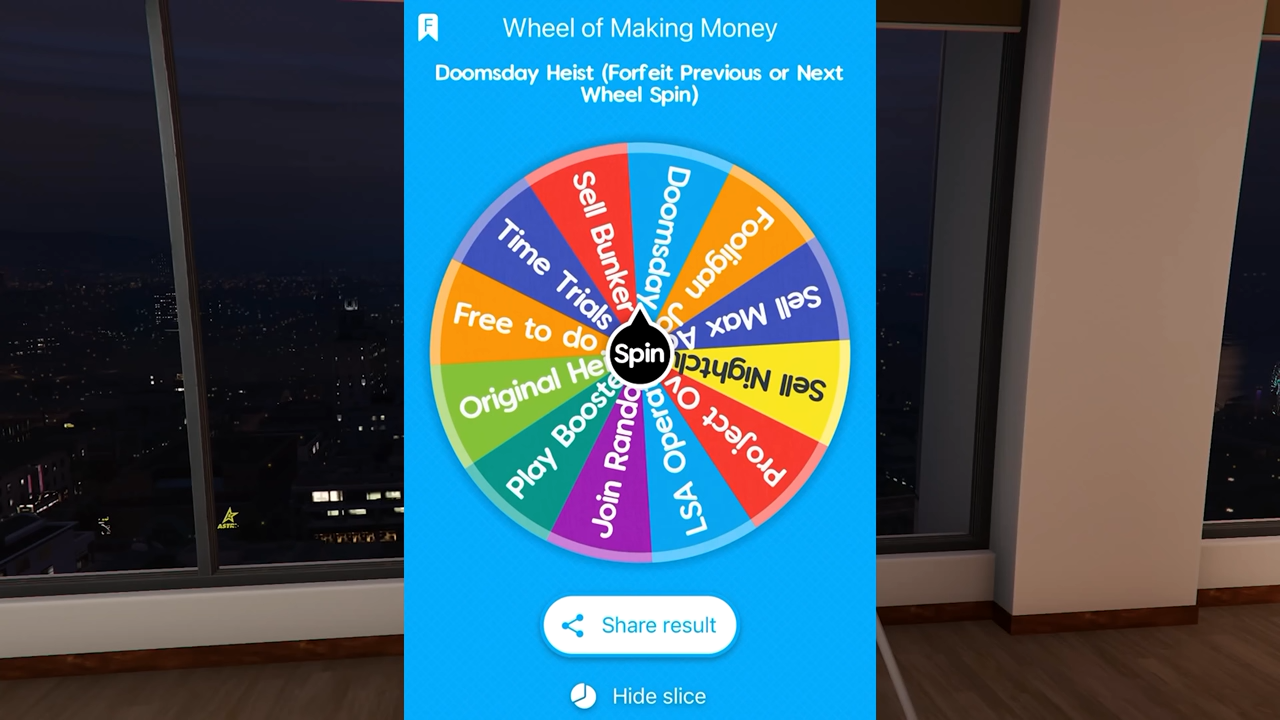 F
Wheel of Making Money
Doomsday Heist (Forfeit Previous or Next
Wheel Spin)
Doomsday
Fooligan Jo
Sell Max
Sell Nightclu
Project Ov
LSA Opera
Join Rando
Play Booste
Original Hei
Free to do
Time Trials
Sell Bunker
Spin
Share result
Hide slice